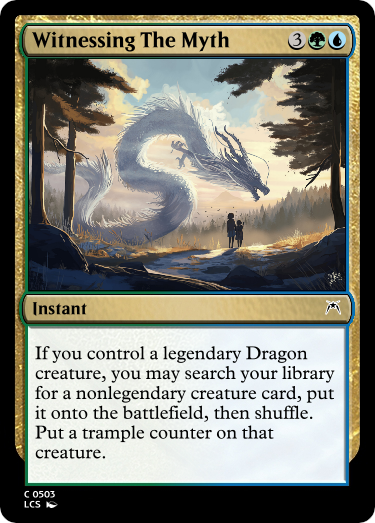 Witnessing The Myth 3
Instant
If you control a legendary Dragon
creature, you may search your library
for a nonlegendary creature card, put
it onto the battlefield, then shuffle.
Put a trample counter on that
creature.
C 0503
LCS